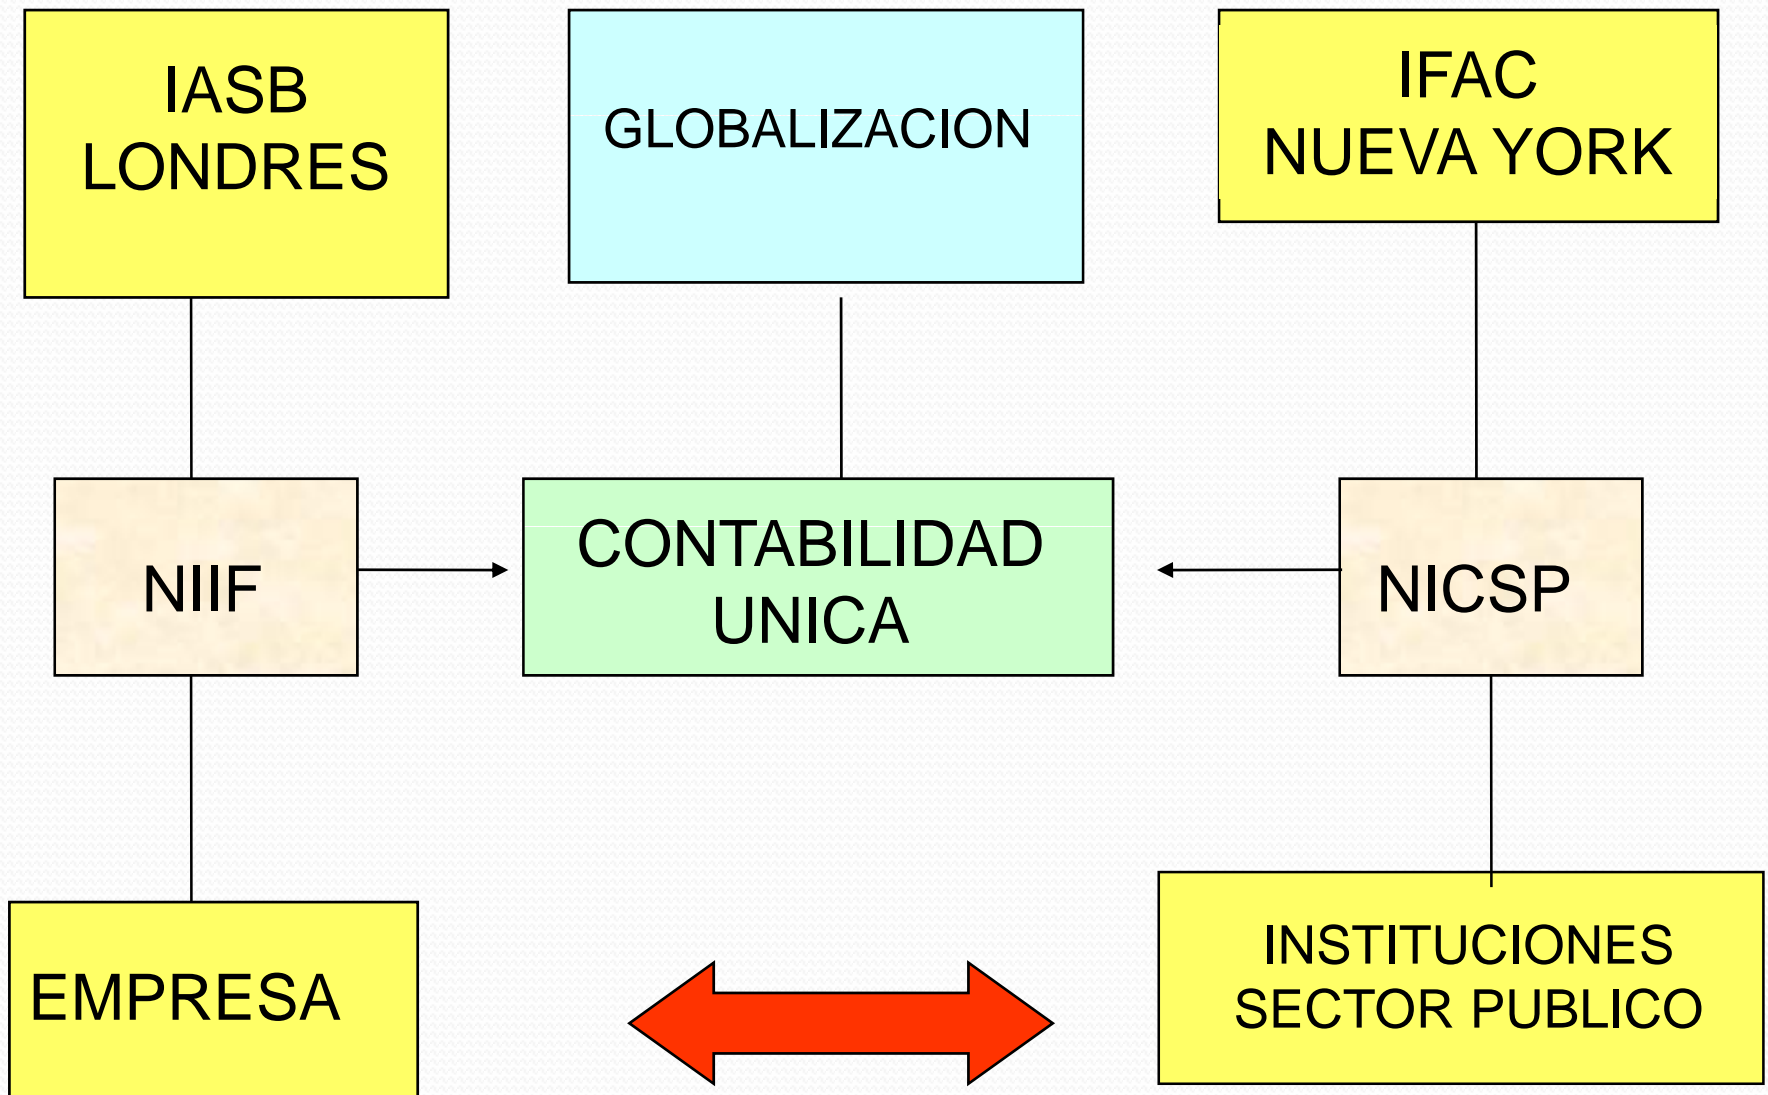 IASB
LONDRES
GLOBALIZACION
IFAC
NUEVA YORK
NIIF
CONTABILIDAD
UNICA
NICSP
EMPRESA
INSTITUCIONES
SECTOR PUBLICO